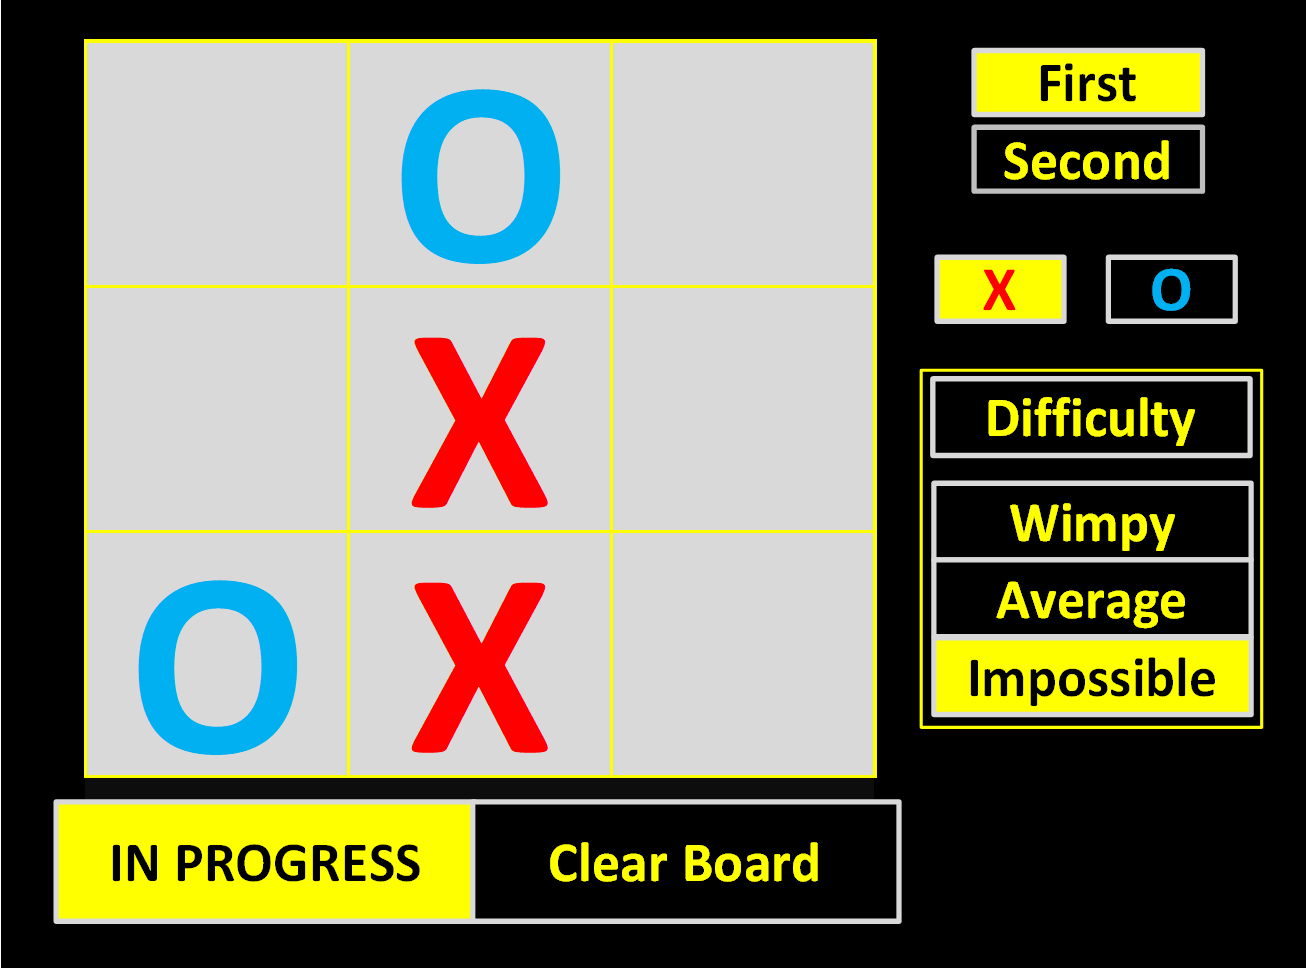 O
X
O X
First
Second
X O
Difficulty
Wimpy
Average
Impossible
IN PROGRESS
Clear Board